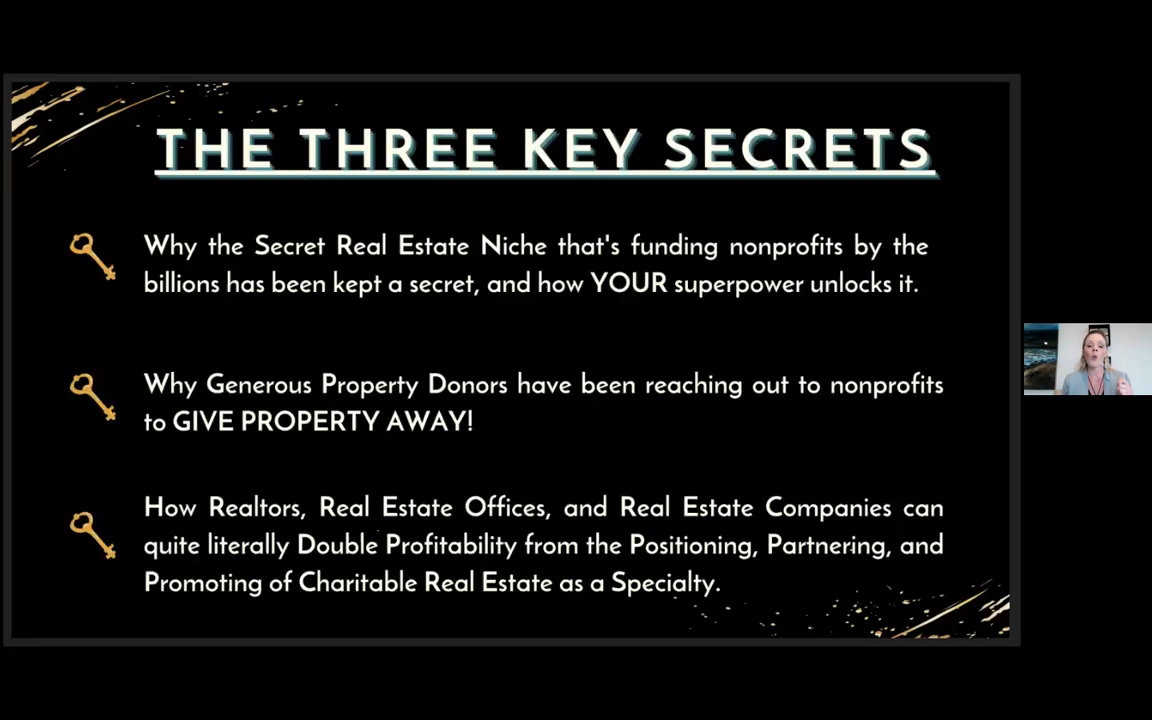 THE THREE KEY SECRETS
Why the Secret Real Estate Niche that's funding nonprofits by the
billions has been kept a secret, and how YOUR superpower unlocks it.
Why Generous Property Donors have been reaching out to nonprofits
to GIVE PROPERTY AWAY!
How Realtors, Real Estate Offices, and Real Estate Companies can
quite literally Double Profitability from the Positioning, Partnering, and
Promoting of Charitable Real Estate as a Specialty.